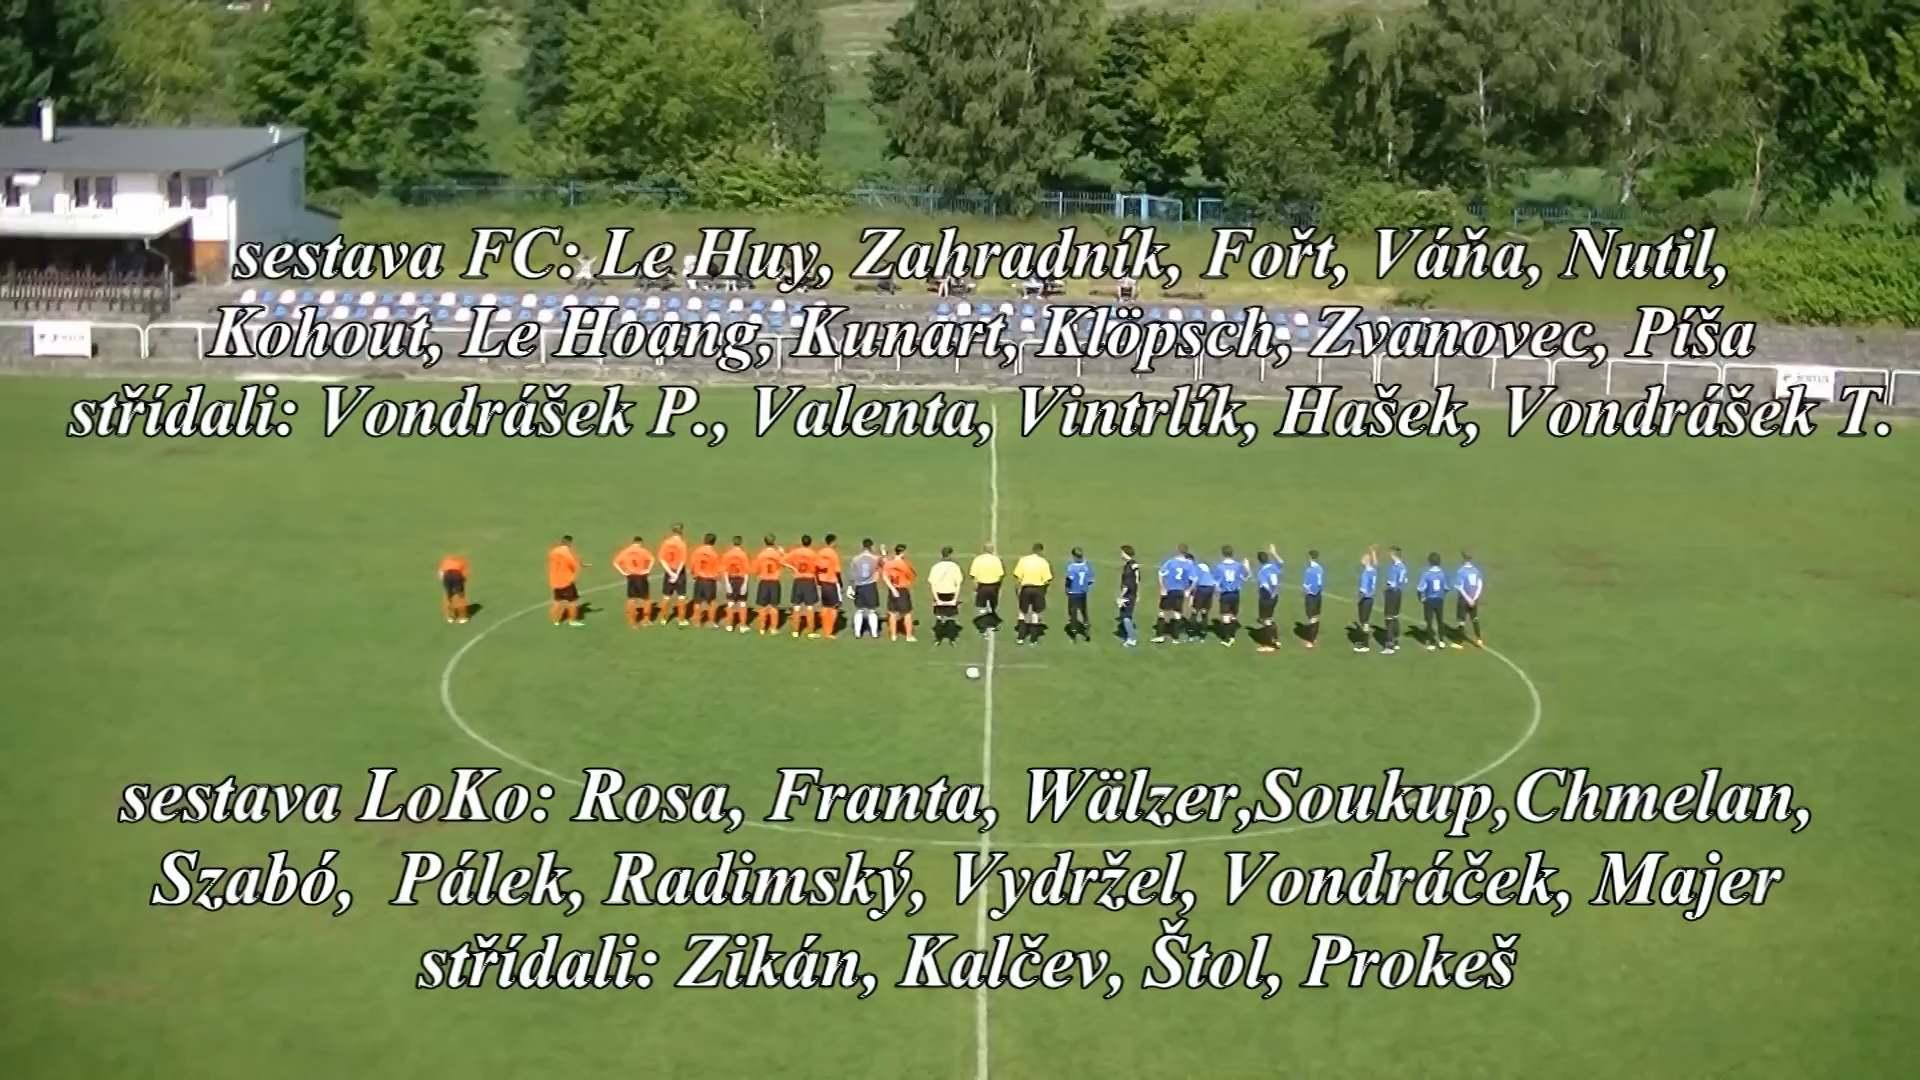 sestava FC: Le Huy, Zahradník, Fořt, Váňa, Nutil,
Kohout, Le Hoang, Kunart, Klöpsch, Zvanovec, Píša
střídali: Vondrášek P., Valenta, Vintrlík, Hašek, Vondrášek T.
sestava LoKo: Rosa, Franta, Wälzer,Soukup,Chmelan,
Szabó, Pálek, Radimský, Vydržel, Vondráček, Majer
střídali: Zikán, Kalčev, Štol, Prokeš